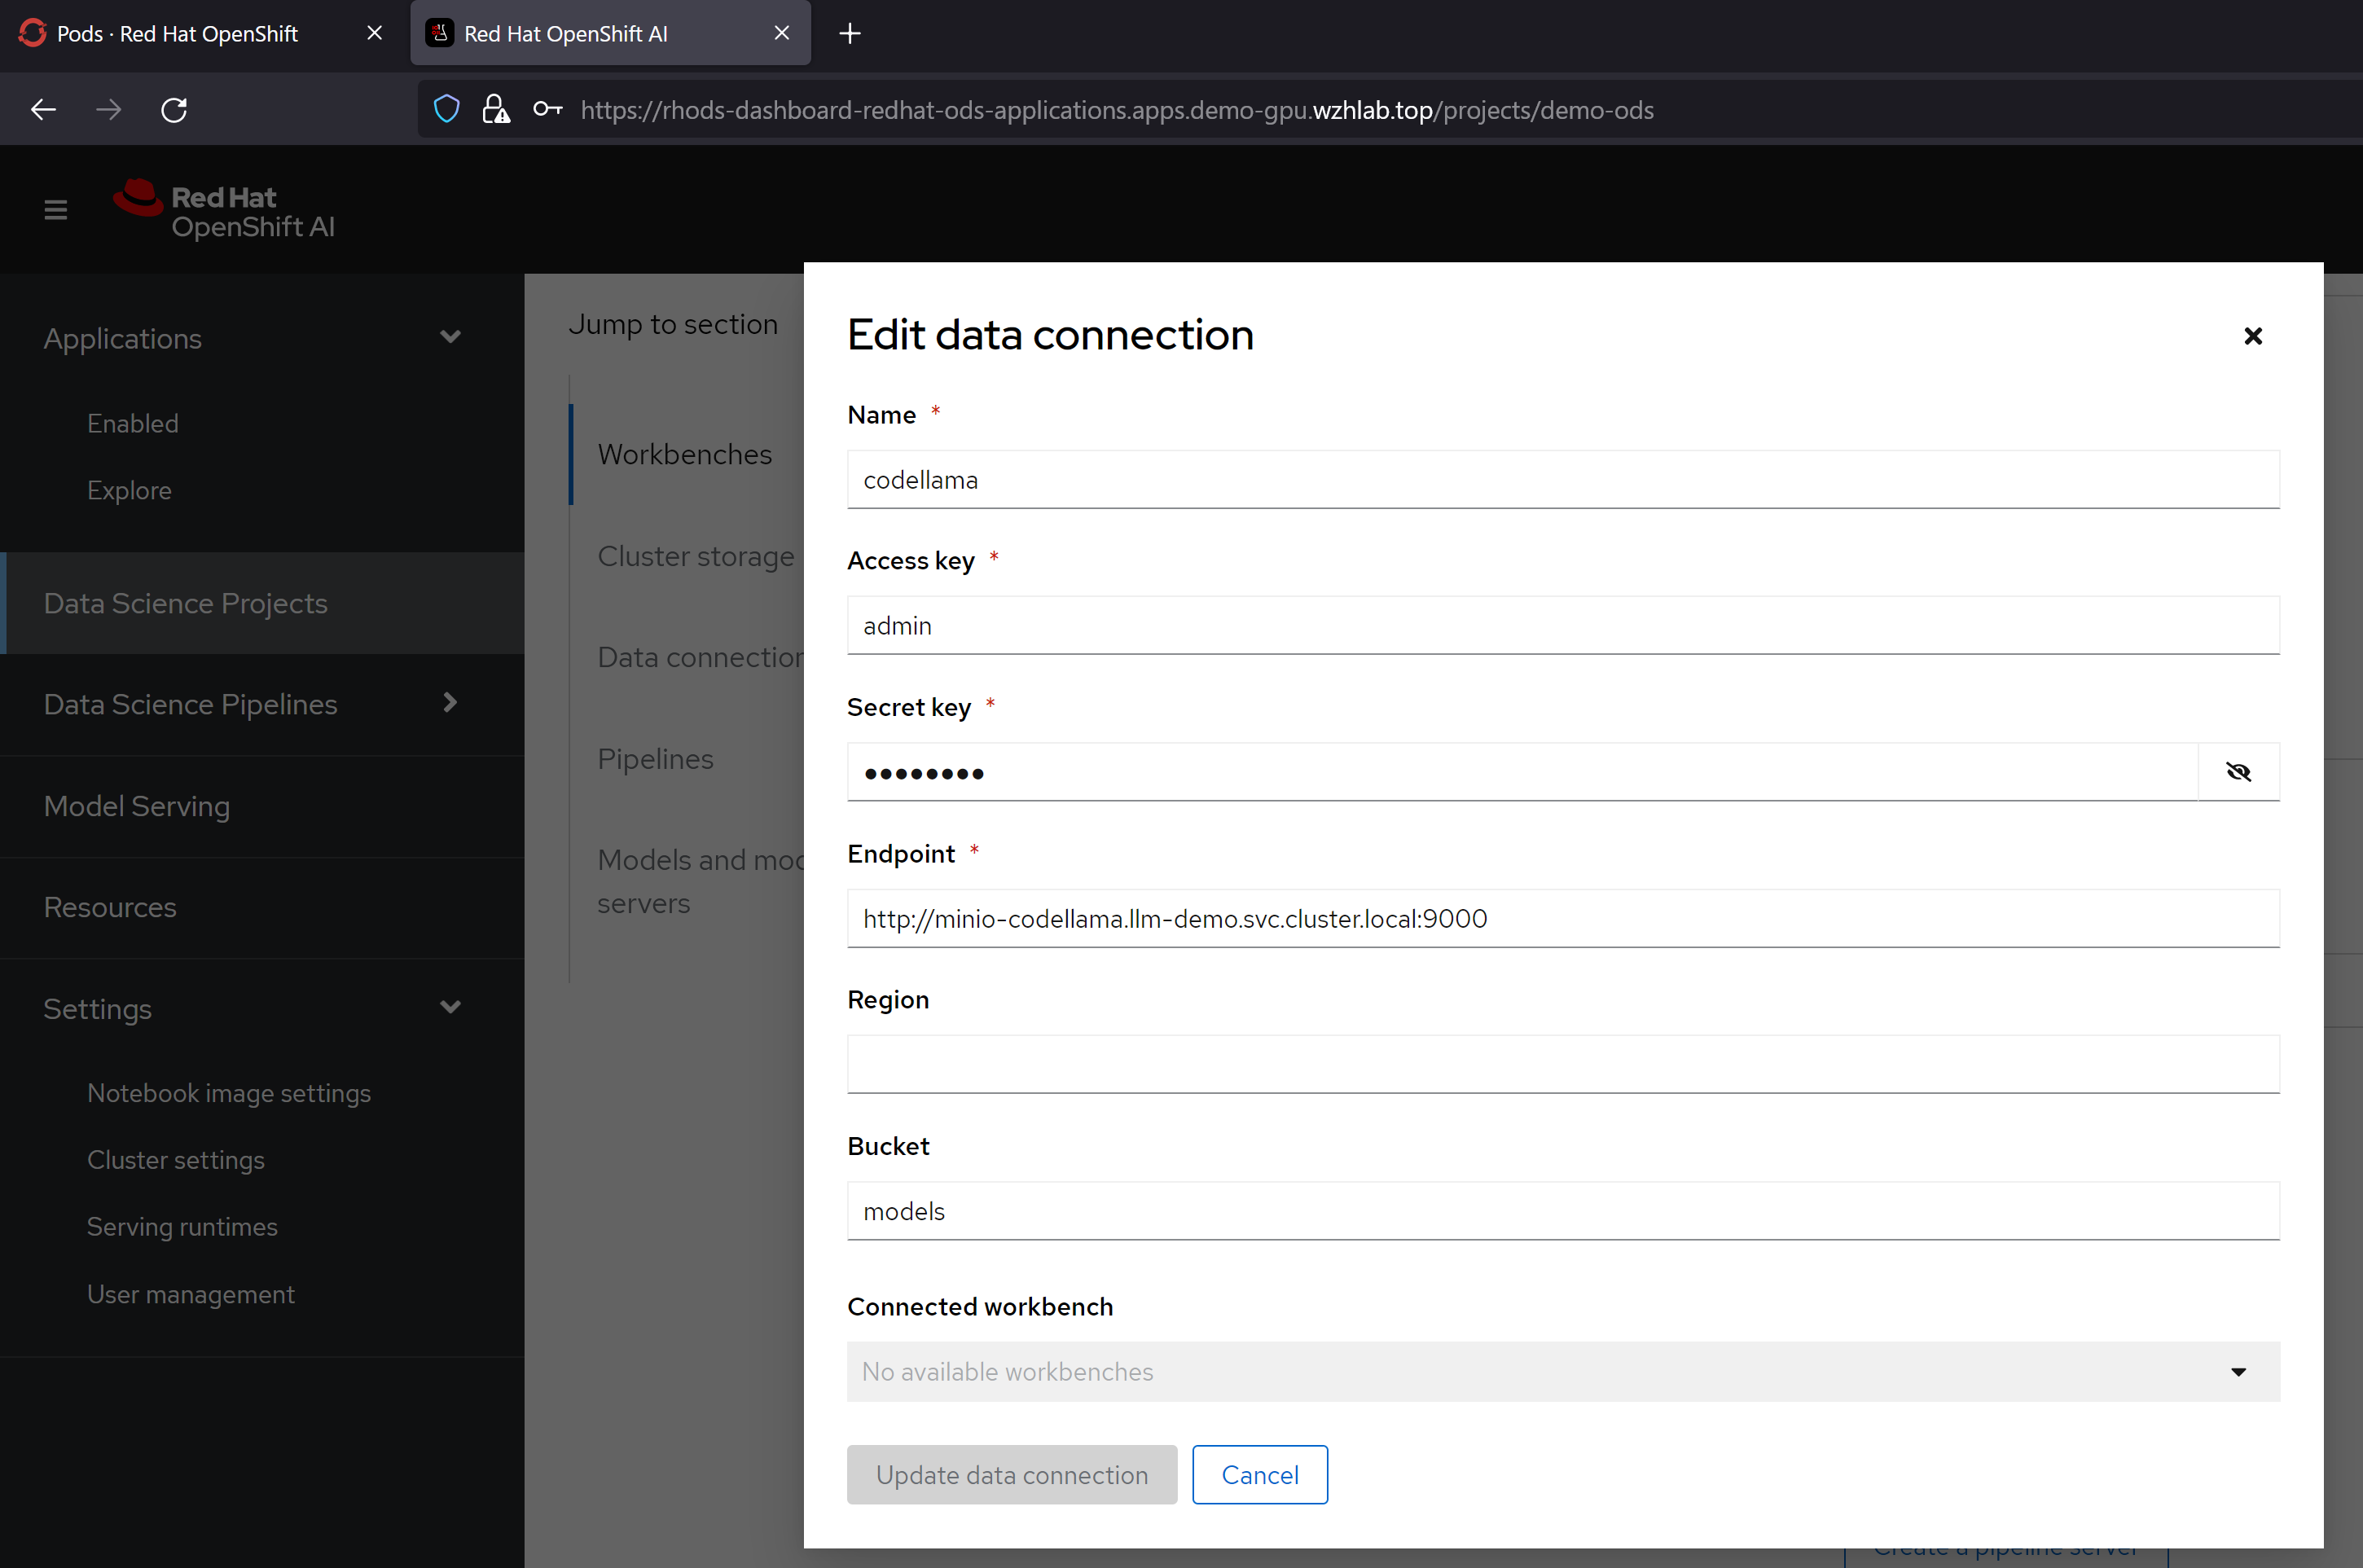 Pods · Red Hat OpenShift
Red Hat OpenShift AI
https://rhods-dashboard-redhat-ods-applications.apps.demo-gpu.wzhlab.top/projects/demo-ods
Red Hat
OpenShift AI
Applications
Enabled
Explore
Data Science Projects
Data Science Pipelines
Model Serving
Resources
Settings
Notebook image settings
Cluster settings
Serving runtimes
User management
Jump to section
Workbenches
Cluster storage
Data connection
Pipelines
Models and mod
servers
Edit data connection
Name *
codellama
Access key *
admin
Secret key *
••••••••
Endpoint *
http://minio-codellama.llm-demo.svc.cluster.local:9000
Region
Bucket
models
Connected workbench
No available workbenches
Update data connection
Cancel
Create a pipeline server